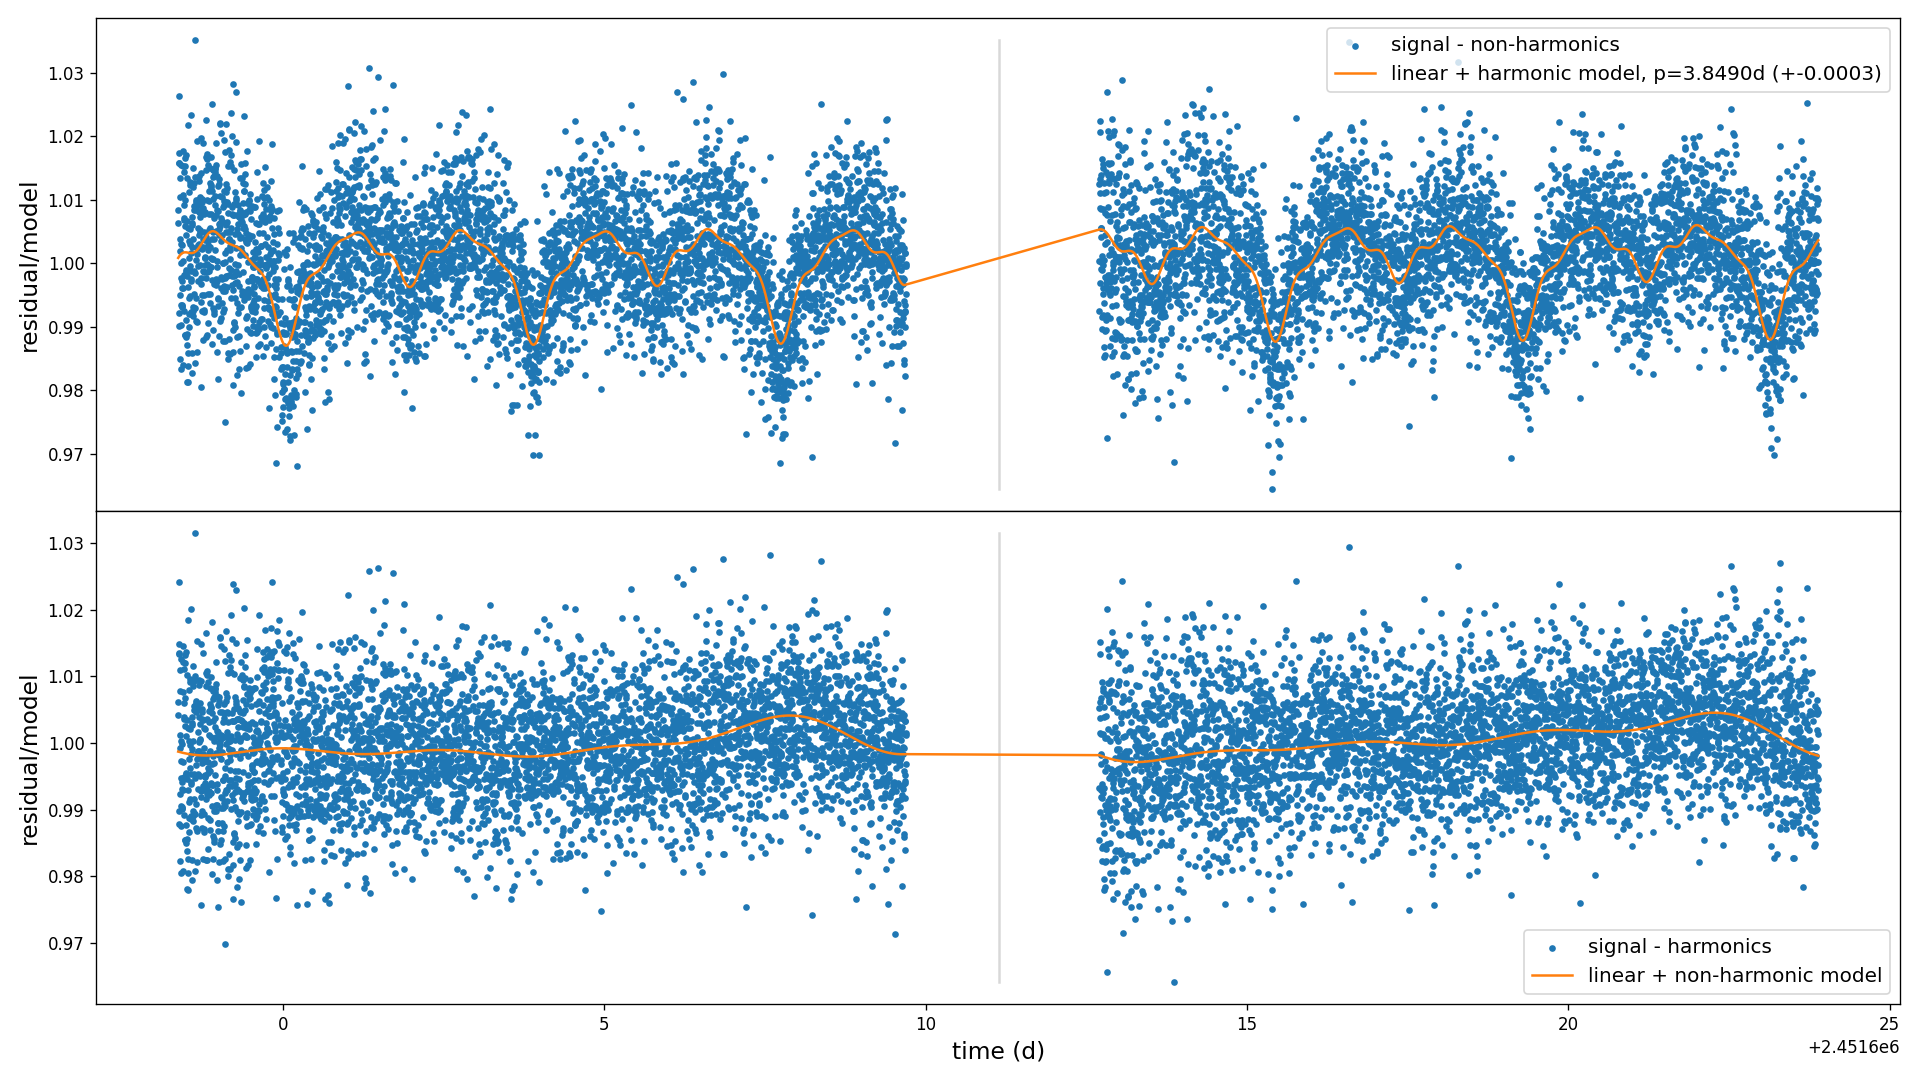 residual/model
1.03
1.02
1.01
1.00
0.99
0.98
0.97
signal - non-harmonics
linear + harmonic model, p=3.8490d (+-0.0003)
residual/model
1.03
1.02
1.01
1.00
0.99
0.98
0.97
signal - harmonics
linear + non-harmonic model
0 5 10 15 20 25
time (d)
+2.4516e6